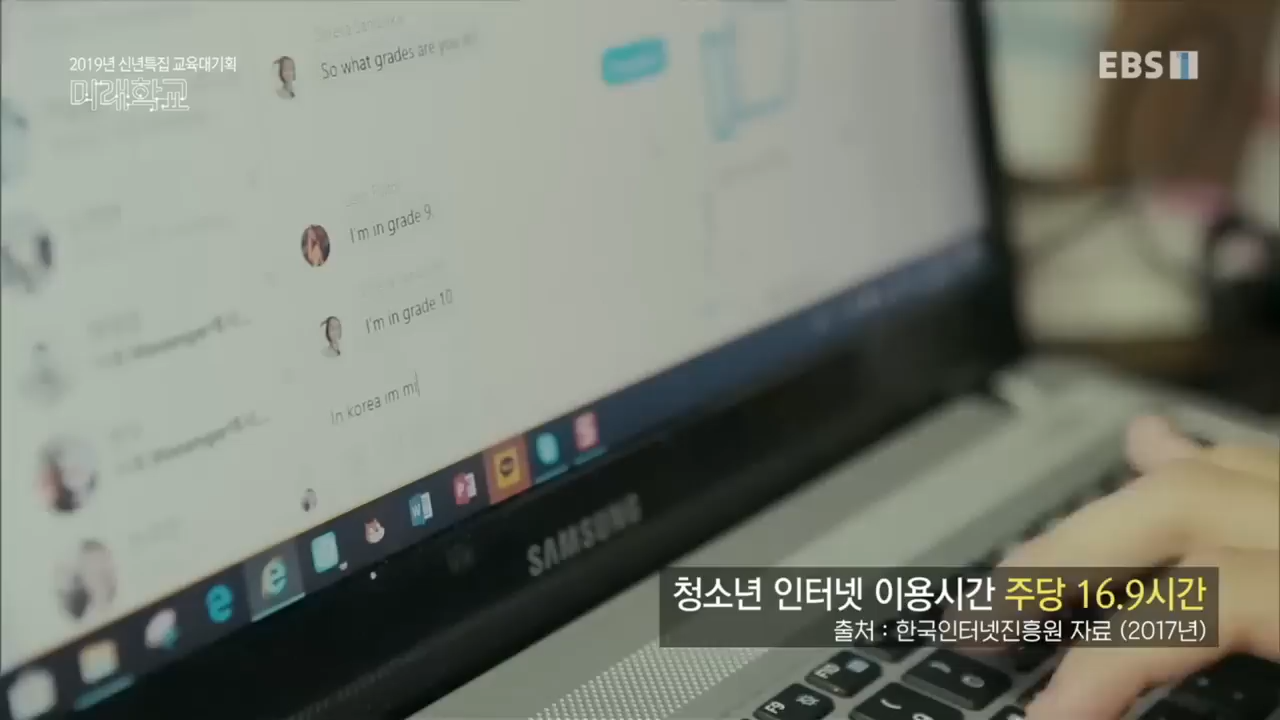 2019년 신년특집 교육대기획
미래학교
EBS 1
So what grades are you in
I'm in grade 9.
I'm in grade 10
In korea im mi
SAMSUNG
청소년 인터넷 이용시간 주당 16.9시간
출처 : 한국인터넷진흥원 자료 (2017년)
F9
F10